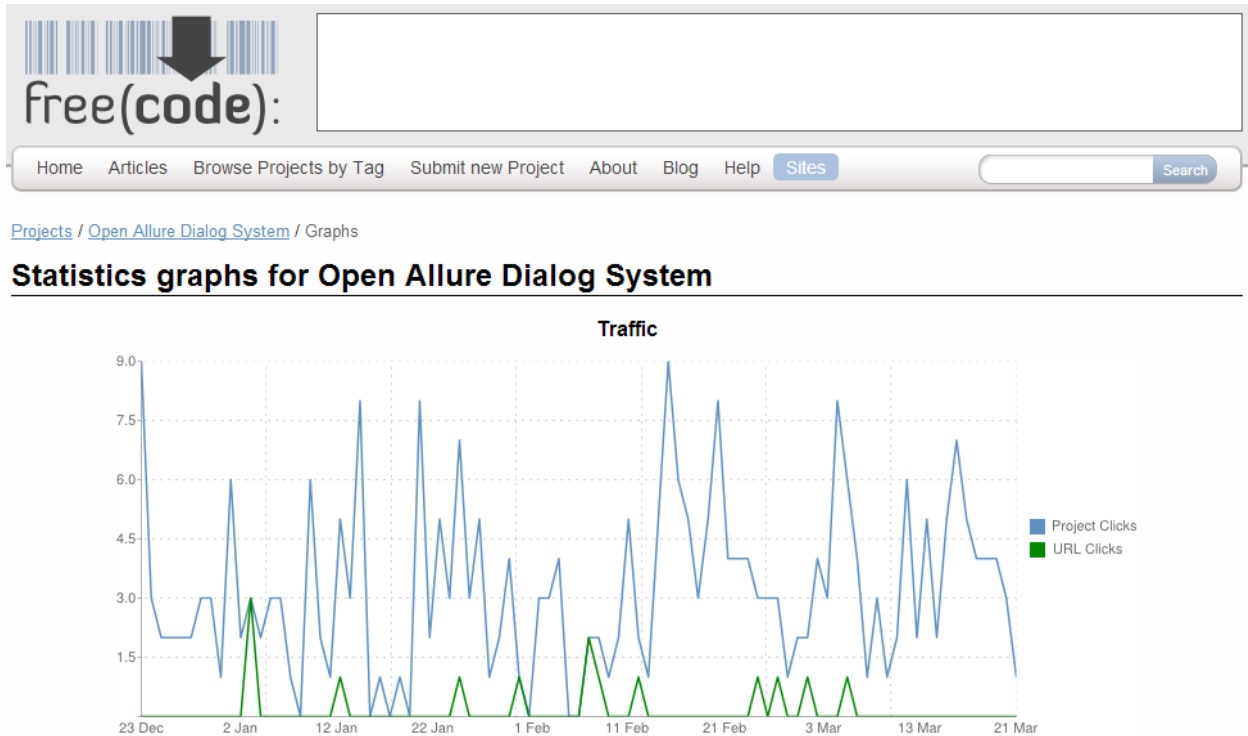 free(code):
Home Articles Browse Projects by Tag Submit new Project About Blog Help Sites Search
Projects / Open Allure Dialog System / Graphs
Statistics graphs for Open Allure Dialog System
Traffic
9.0
7.5
6.0
4.5
3.0
1.5
Project Clicks
URL Clicks
23 Dec 2 Jan 12 Jan 22 Jan 1 Feb 11 Feb 21 Feb 3 Mar 13 Mar 21 Mar